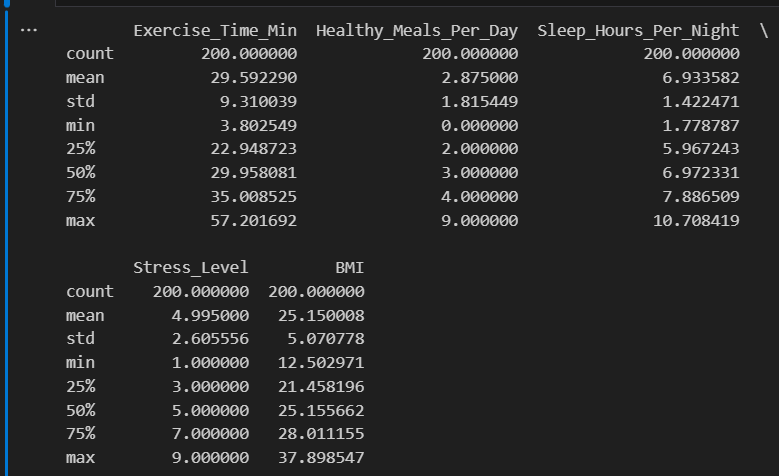 ... Exercise_Time_Min Healthy_Meals_Per_Day Sleep_Hours_Per_Night \
count 200.000000 200.000000 200.000000
mean 29.592290 2.875000 6.933582
std 9.310039 1.815449 1.422471
min 3.802549 0.000000 1.778787
25% 22.948723 2.000000 5.967243
50% 29.958081 3.000000 6.972331
75% 35.008525 4.000000 7.886509
max 57.201692 9.000000 10.708419
Stress_Level BMI
count 200.000000 200.000000
mean 4.995000 25.150008
std 2.605556 5.070778
min 1.000000 12.502971
25% 3.000000 21.458196
50% 5.000000 25.155662
75% 7.000000 28.011155
max 9.000000 37.898547